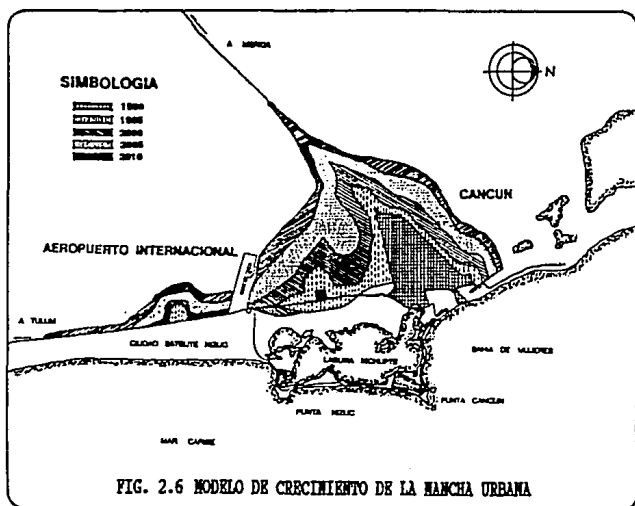 A MERIDA
N
SIMBOLOGIA
1990
1995
2000
2005
2010
CANCUN
AEROPUERTO INTERNACIONAL
A TULUM
CIUDAD SATELITE NIZUC
LAGUNA NICHUPTE
BAHIA DE MUJERES
PUNTA CANCUN
PUNTA NIZUC
MAR CARIBE
FIG. 2.6 MODELO DE CRECIMIENTO DE LA MANCHA URBANA